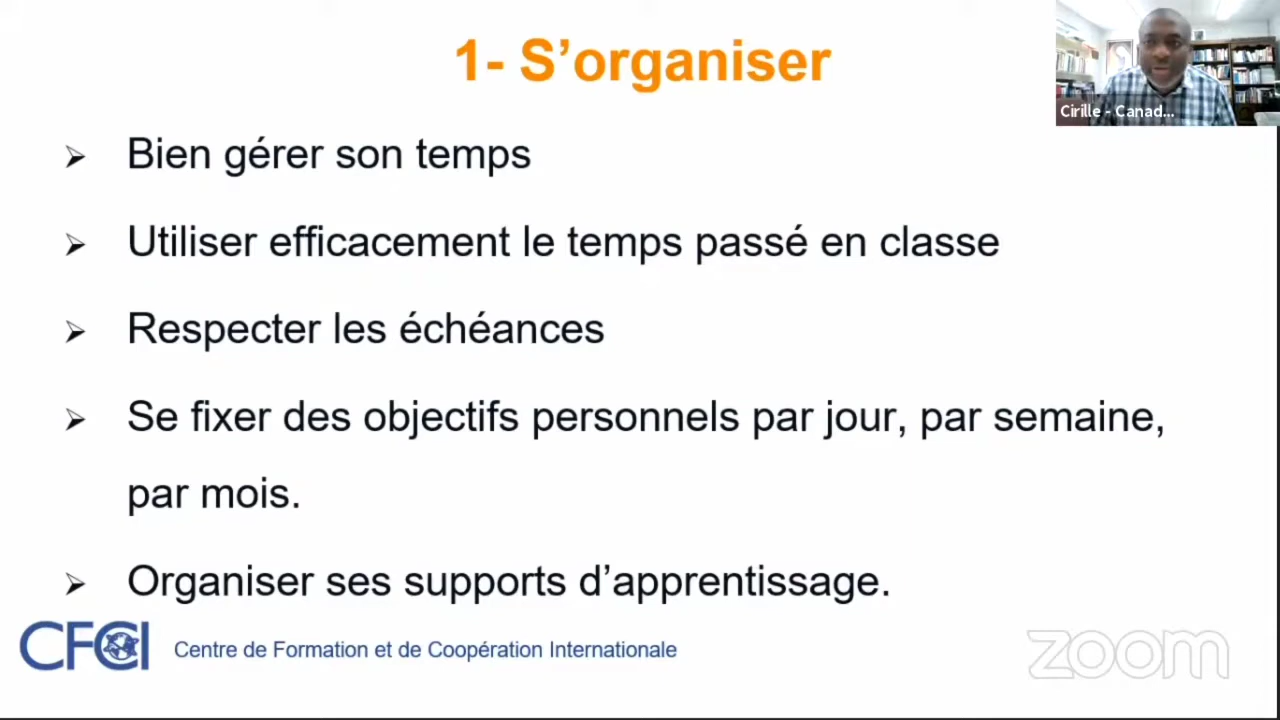 1- S’organiser
Cirille - Canad...
➢ Bien gérer son temps
➢ Utiliser efficacement le temps passé en classe
➢ Respecter les échéances
➢ Se fixer des objectifs personnels par jour, par semaine,
par mois.
➢ Organiser ses supports d’apprentissage.
CFCI Centre de Formation et de Coopération Internationale
zoom